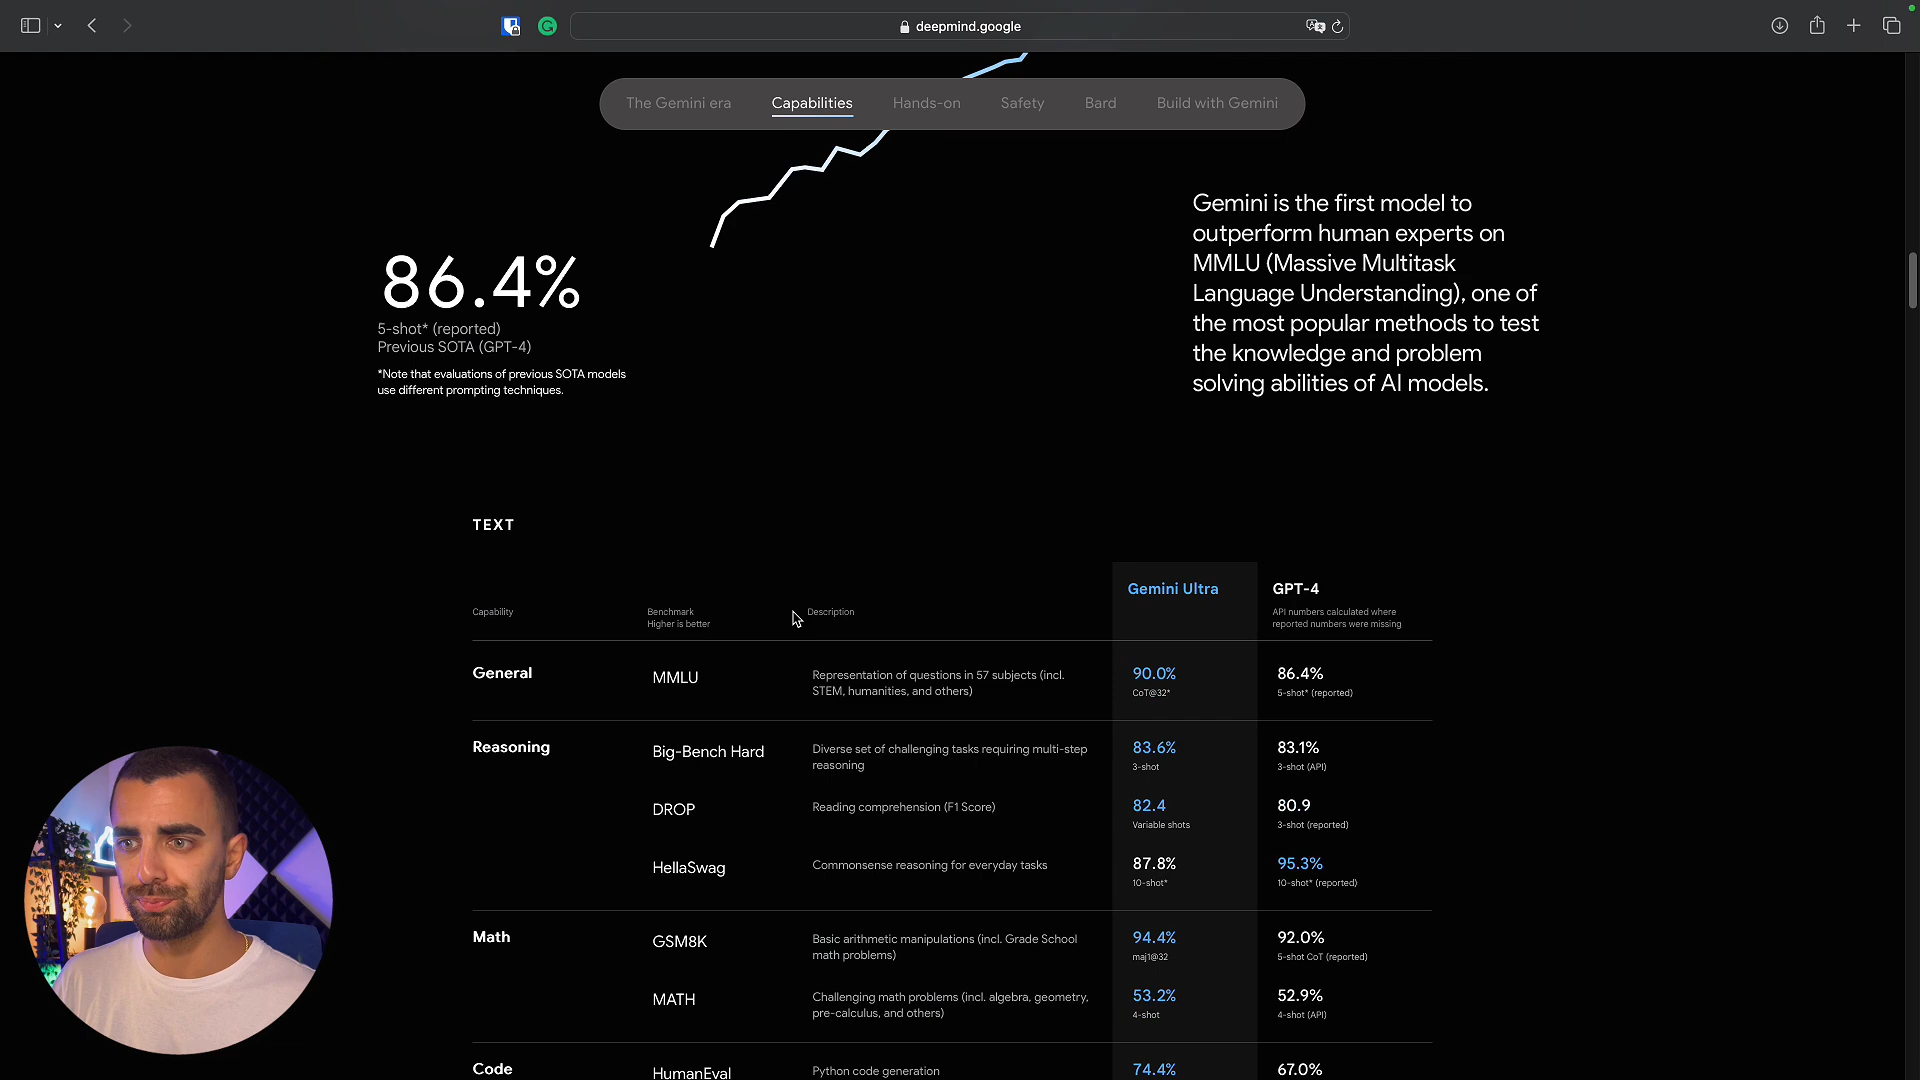 deepmind.google
The Gemini era
Capabilities
Hands-on
Safety
Bard
Build with Gemini
86.4%
5-shot* (reported)
Previous SOTA (GPT-4)
*Note that evaluations of previous SOTA models
use different prompting techniques.
Gemini is the first model to
outperform human experts on
MMLU (Massive Multitask
Language Understanding), one of
the most popular methods to test
the knowledge and problem
solving abilities of AI models.
TEXT
Capability
Benchmark
Higher is better
Description
Gemini Ultra
GPT-4
API numbers calculated where
reported numbers were missing
General
MMLU
Representation of questions in 57 subjects (incl.
STEM, humanities, and others)
90.0%
CoT@32*
86.4%
5-shot* (reported)
Reasoning
Big-Bench Hard
Diverse set of challenging tasks requiring multi-step
reasoning
83.6%
3-shot
83.1%
3-shot (API)
DROP
Reading comprehension (F1 Score)
82.4
Variable shots
80.9
3-shot (reported)
HellaSwag
Commonsense reasoning for everyday tasks
87.8%
10-shot*
95.3%
10-shot* (reported)
Math
GSM8K
Basic arithmetic manipulations (incl. Grade School
math problems)
94.4%
maj1@32
92.0%
5-shot CoT (reported)
MATH
Challenging math problems (incl. algebra, geometry,
pre-calculus, and others)
53.2%
4-shot
52.9%
4-shot (API)
Code
HumanEval
Python code generation
74.4%
67.0%